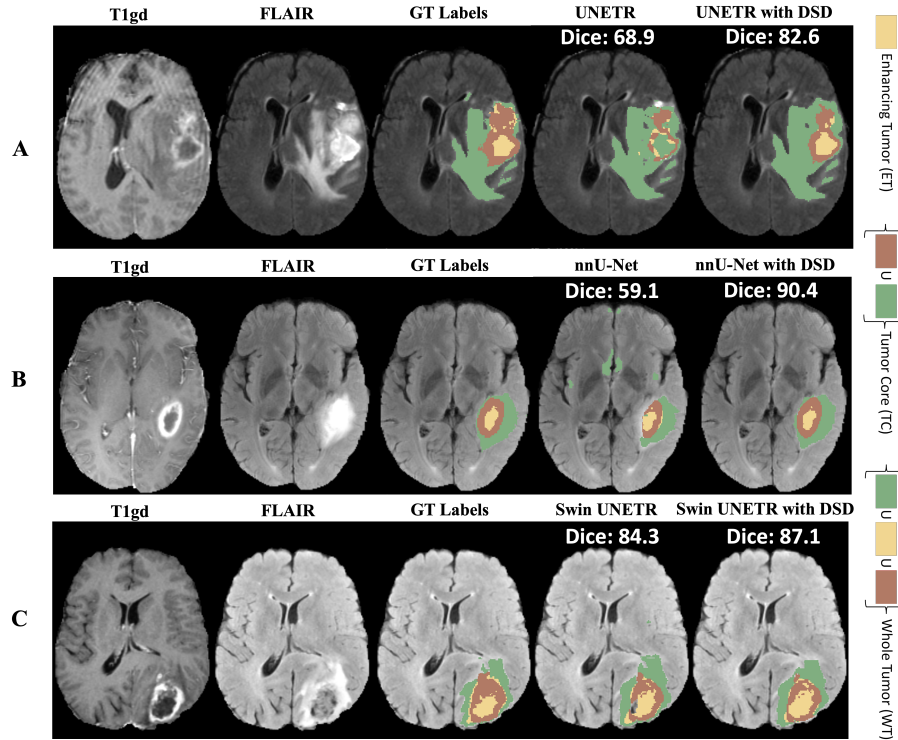 T1gd FLAIR GT Labels UNETR UNETR with DSD
Dice: 68.9 Dice: 82.6
A
T1gd FLAIR GT Labels nnU-Net nnU-Net with DSD
Dice: 59.1 Dice: 90.4
B
T1gd FLAIR GT Labels Swin UNETR Swin UNETR with DSD
Dice: 84.3 Dice: 87.1
C
Enhancing Tumor (ET)
U
Tumor Core (TC)
U
U
Whole Tumor (WT)